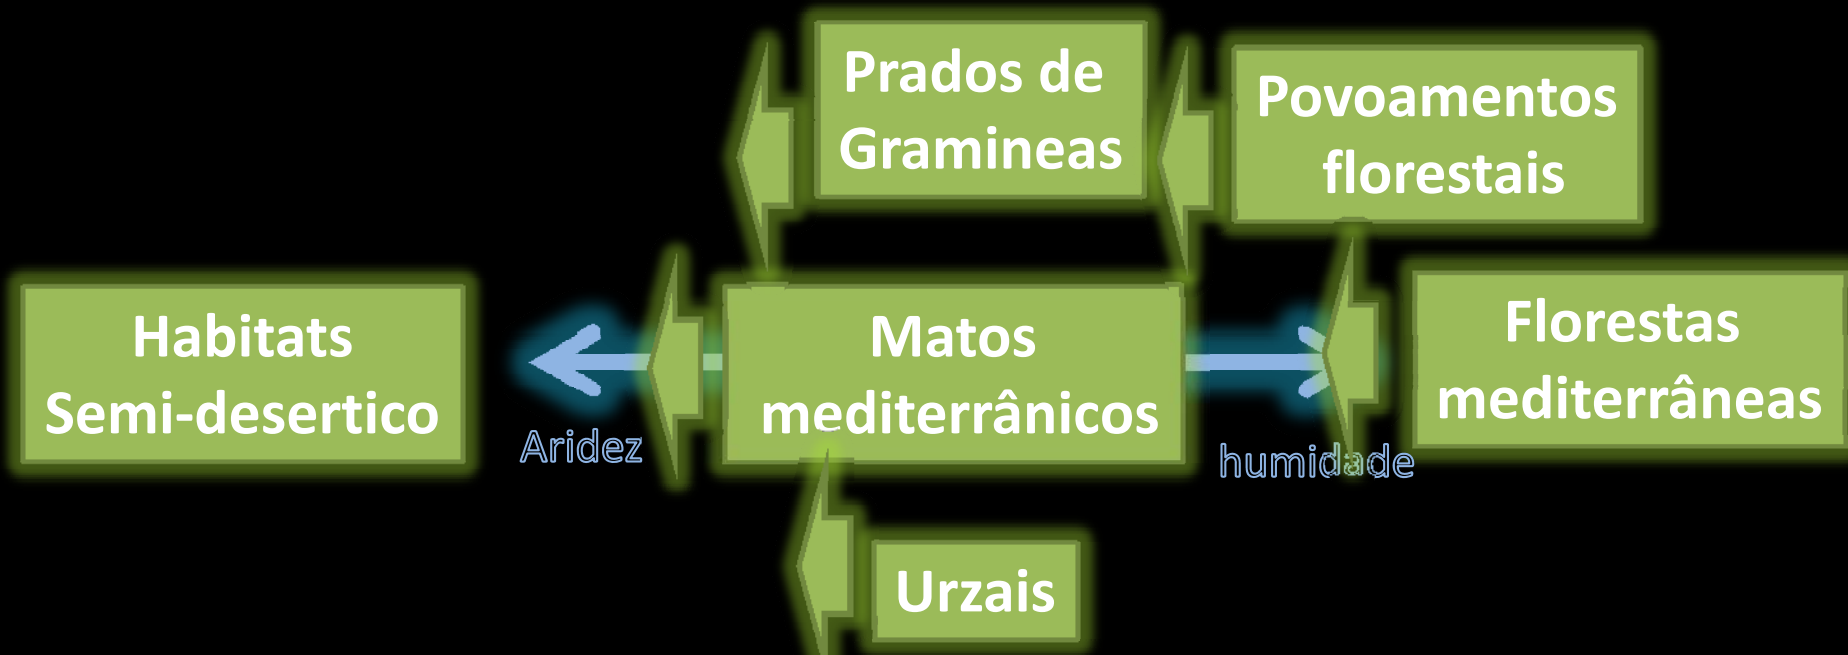 Prados de
Gramineas
Povoamentos
florestais
Habitats
Semi-desertico
Aridez
Matos
mediterrânicos
humidade
Florestas
mediterrâneas
Urzais